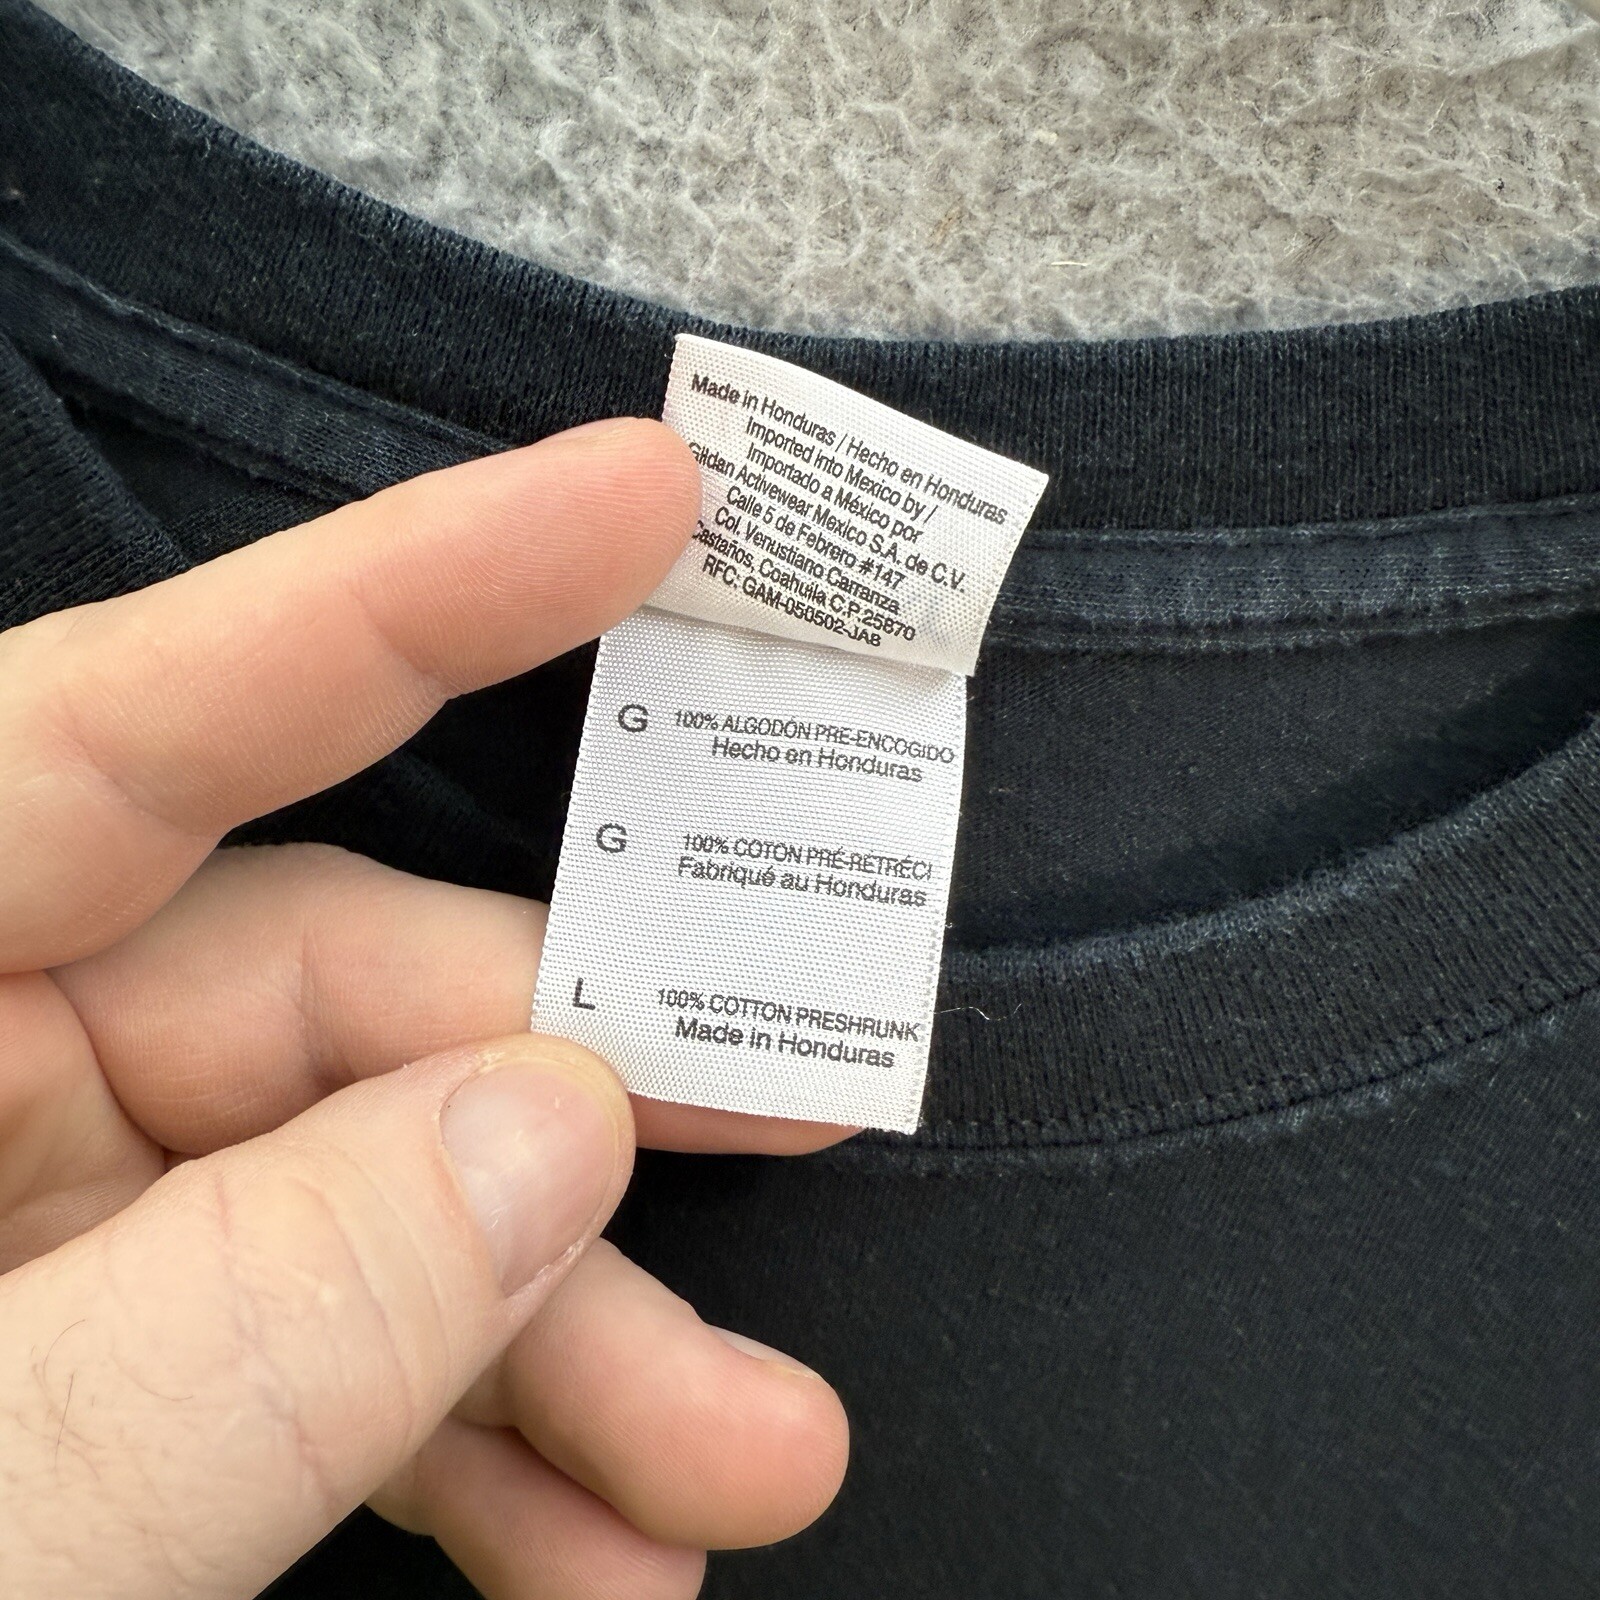 Made in Honduras / Hecho en Honduras
Imported into Mexico by /
Importado a México por
Gildan Activewear Mexico S.A. de C.V.
Calle 5 de Febrero #147
Col. Venustiano Carranza
Castaños, Coahuila C.P.25870
RFC: GAM-050502-JA8
G 100% ALGODÓN PRE-ENCOGIDO
Hecho en Honduras
G 100% COTON PRÉ-RETRÉCI
Fabriqué au Honduras
L 100% COTTON PRESHRUNK
Made in Honduras